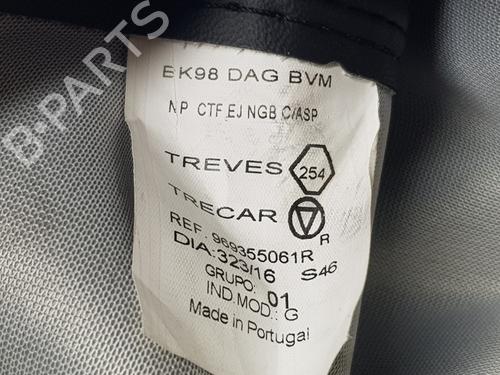 B-PARTS
EK98 DAG BVM
NP CTF EJ NGB C/ASP
TREVES 254
TRECAR R
REF: 969355061R
DIA:323/16 S46
GRUPO: 01
IND.MOD.: G
Made in Portugal